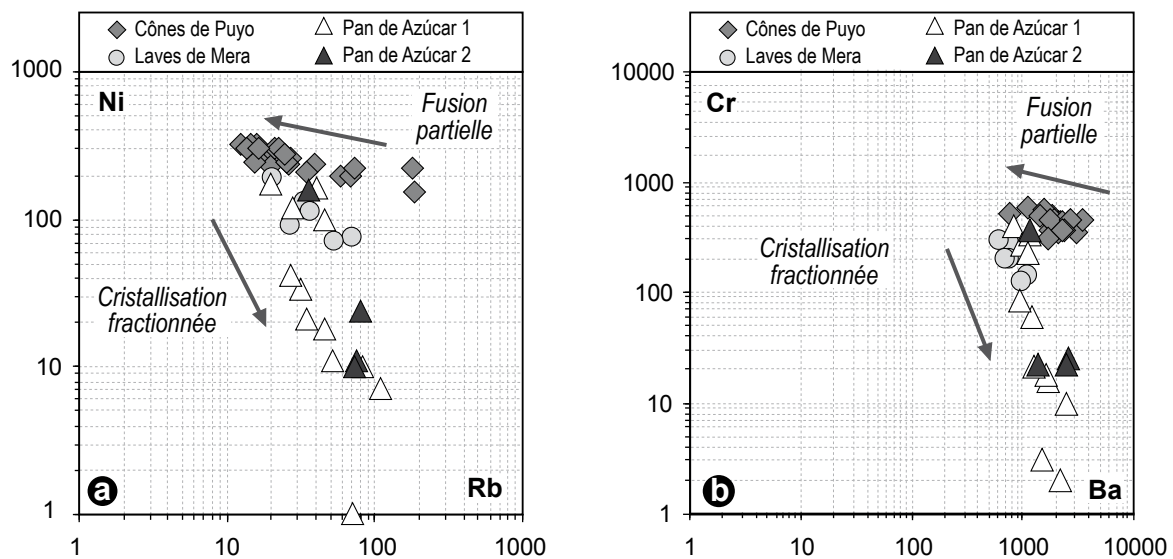 Cônes de Puyo
Pan de Azúcar 1
Laves de Mera
Pan de Azúcar 2
1000
Ni
Fusion
partielle
100
Cristallisation
fractionnée
10
a
Rb
1
1
10
100
1000
Cônes de Puyo
Pan de Azúcar 1
Laves de Mera
Pan de Azúcar 2
10000
Cr
Fusion
partielle
1000
Cristallisation
fractionnée
100
10
b
Ba
1
1
10
100
1000
10000